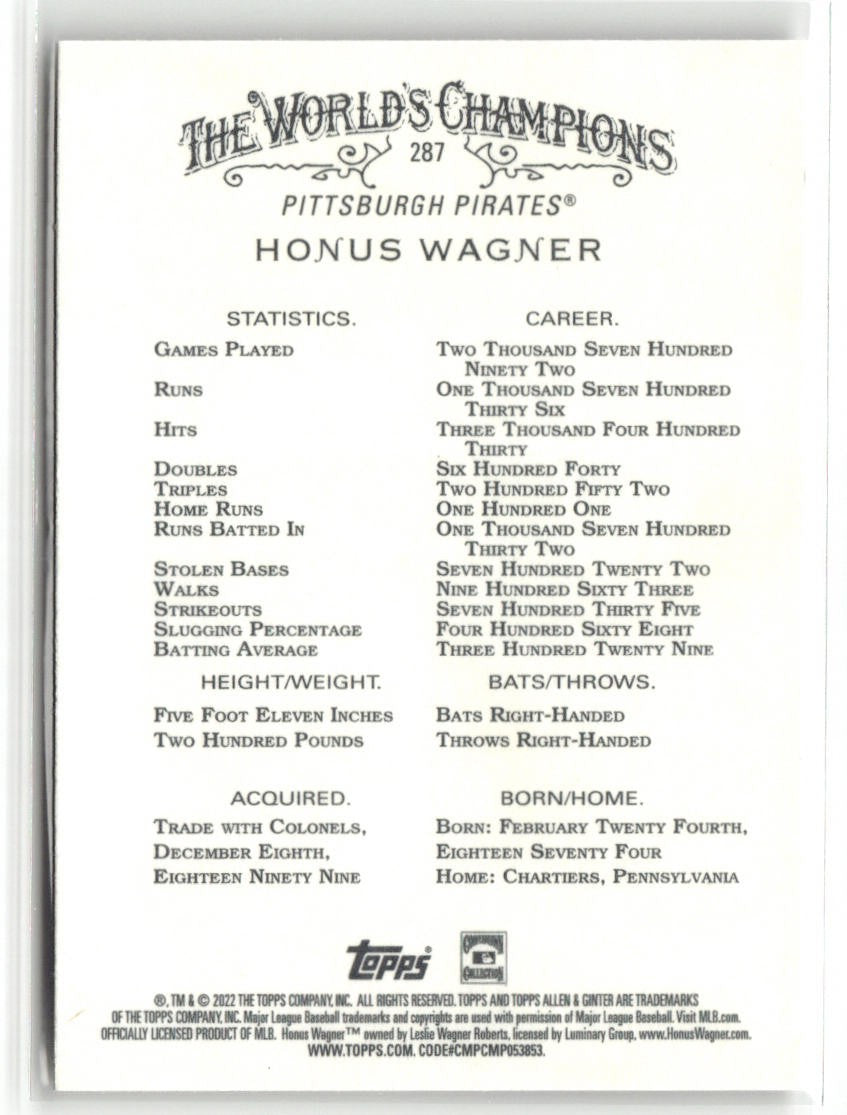 THE WORLD'S CHAMPIONS
287
PITTSBURGH PIRATES®
HONUS WAGNER
STATISTICS. CAREER.
GAMES PLAYED TWO THOUSAND SEVEN HUNDRED
NINETY TWO
RUNS ONE THOUSAND SEVEN HUNDRED
THIRTY SIX
HITS THREE THOUSAND FOUR HUNDRED
THIRTY
DOUBLES SIX HUNDRED FORTY
TRIPLES TWO HUNDRED FIFTY TWO
HOME RUNS ONE HUNDRED ONE
RUNS BATTED IN ONE THOUSAND SEVEN HUNDRED
THIRTY TWO
STOLEN BASES SEVEN HUNDRED TWENTY TWO
WALKS NINE HUNDRED SIXTY THREE
STRIKEOUTS SEVEN HUNDRED THIRTY FIVE
SLUGGING PERCENTAGE FOUR HUNDRED SIXTY EIGHT
BATTING AVERAGE THREE HUNDRED TWENTY NINE
HEIGHT/WEIGHT. BATS/THROWS.
FIVE FOOT ELEVEN INCHES BATS RIGHT-HANDED
TWO HUNDRED POUNDS THROWS RIGHT-HANDED
ACQUIRED. BORN/HOME.
TRADE WITH COLONELS, BORN: FEBRUARY TWENTY FOURTH,
DECEMBER EIGHTH, EIGHTEEN SEVENTY FOUR
EIGHTEEN NINETY NINE HOME: CHARTIERS, PENNSYLVANIA
topps® COOPERSTOWN COLLECTION
®, TM & © 2022 THE TOPPS COMPANY, INC. ALL RIGHTS RESERVED. TOPPS AND TOPPS ALLEN & GINTER ARE TRADEMARKS
OF THE TOPPS COMPANY, INC. Major League Baseball trademarks and copyrights are used with permission of Major League Baseball. Visit MLB.com.
OFFICIALLY LICENSED PRODUCT OF MLB. Honus Wagner™ owned by Leslie Wagner Roberts, licensed by Luminary Group, www.HonusWagner.com.
WWW.TOPPS.COM. CODE#CMPCMP053853.